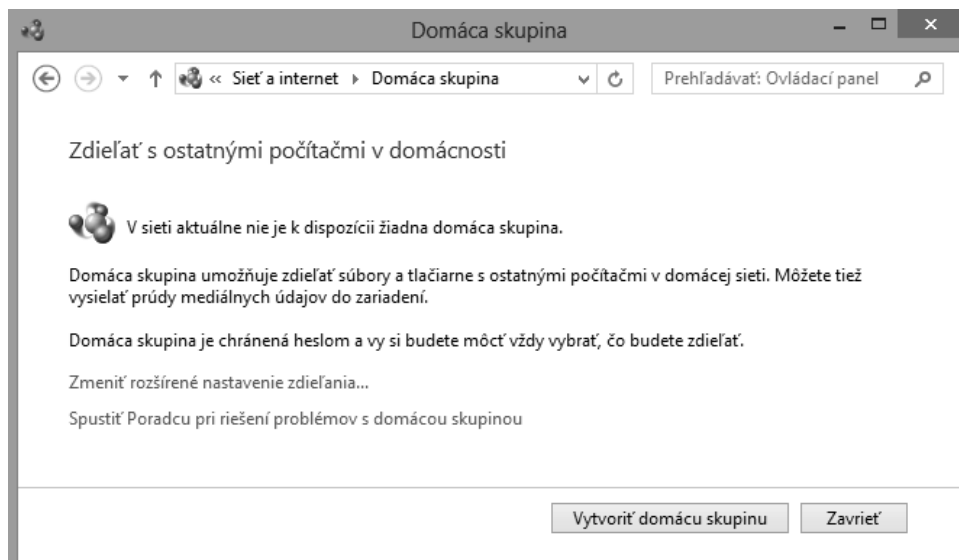 Domáca skupina
« Sieť a internet ▸ Domáca skupina
Prehľadávať: Ovládací panel
Zdieľať s ostatnými počítačmi v domácnosti
V sieti aktuálne nie je k dispozícii žiadna domáca skupina.
Domáca skupina umožňuje zdieľať súbory a tlačiarne s ostatnými počítačmi v domácej sieti. Môžete tiež
vysielať prúdy mediálnych údajov do zariadení.
Domáca skupina je chránená heslom a vy si budete môcť vždy vybrať, čo budete zdieľať.
Zmeniť rozšírené nastavenie zdieľania...
Spustiť Poradcu pri riešení problémov s domácou skupinou
Vytvoriť domácu skupinu
Zavrieť